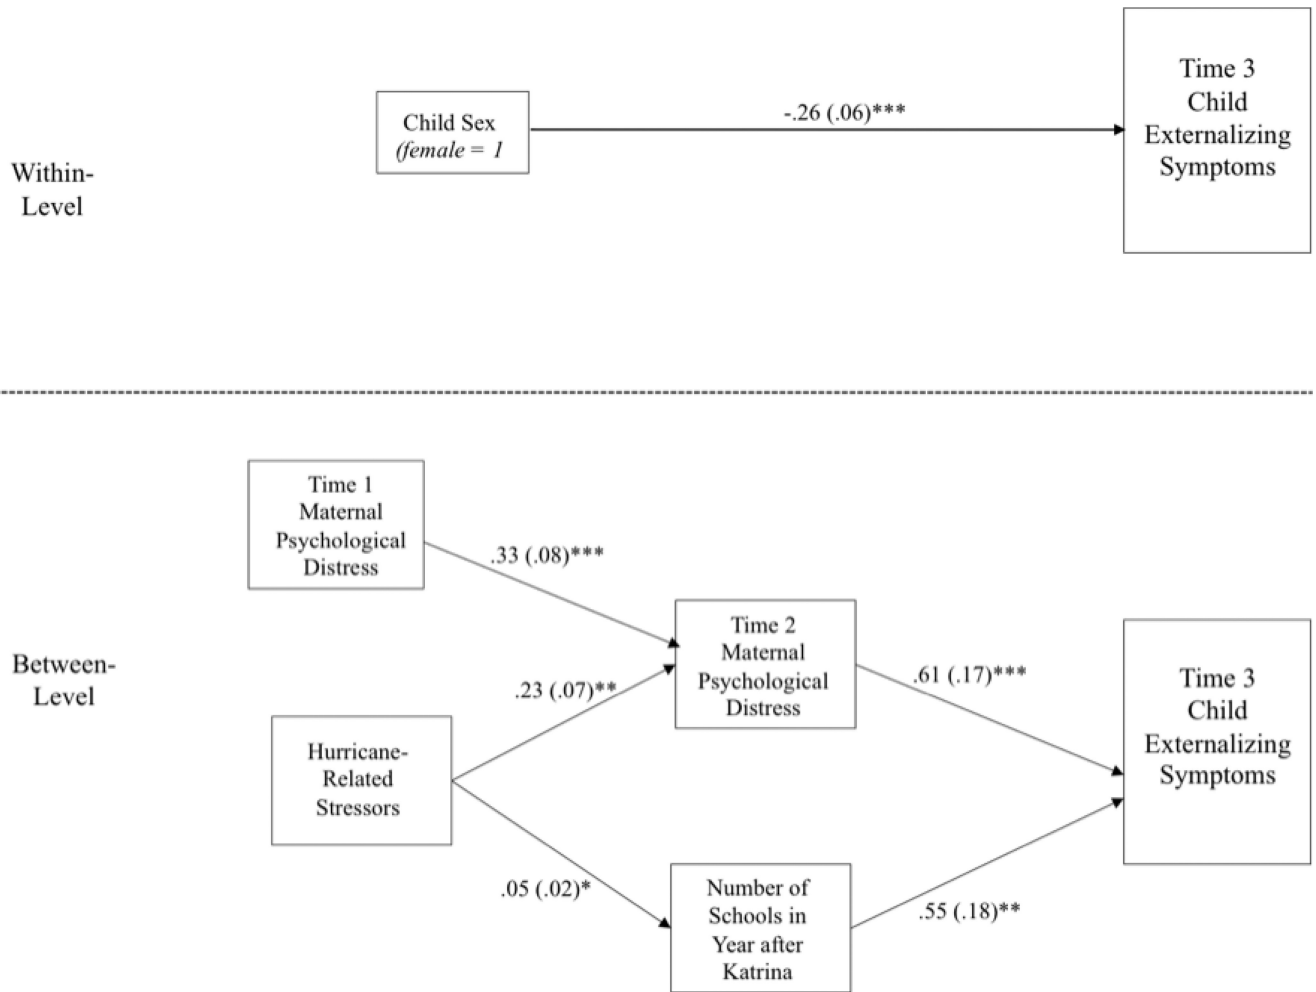 Within-
Level
Child Sex
(female = 1
-.26 (.06)***
Time 3
Child
Externalizing
Symptoms
Between-
Level
Time 1
Maternal
Psychological
Distress
.33 (.08)***
Hurricane-
Related
Stressors
.23 (.07)**
.05 (.02)*
Time 2
Maternal
Psychological
Distress
Number of
Schools in
Year after
Katrina
.61 (.17)***
.55 (.18)**
Time 3
Child
Externalizing
Symptoms